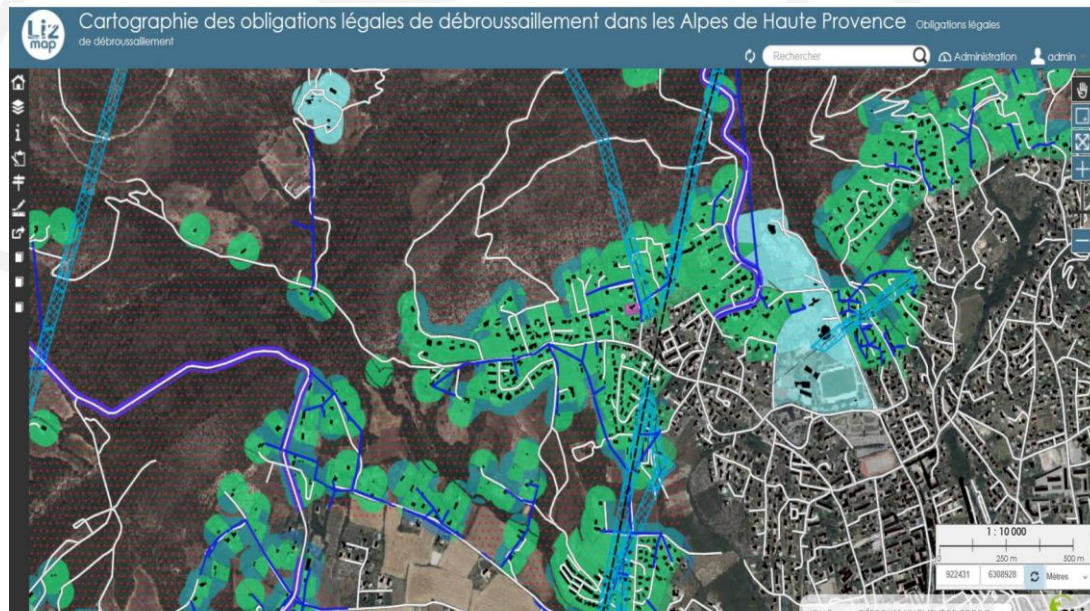 Liz
map
Cartographie des obligations légales de débroussaillement dans les Alpes de Haute Provence Obligations légales
de débroussaillement
Rechercher
Administration
admin
1 : 10 000
0 250 m 500 m
922431 6308928 Mètres